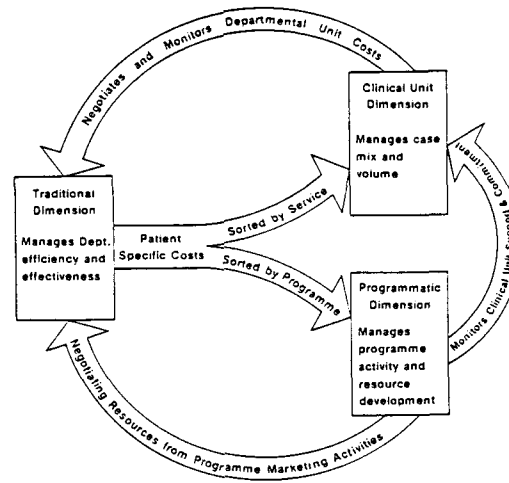 Negotiates and Monitors Departmental Unit Costs
Clinical Unit
Dimension
Manages case
mix and
volume
Traditional
Dimension
Manages Dept.
efficiency and
effectiveness
Patient
Specific Costs
Sorted by Service
Sorted by Programme
Programmatic
Dimension
Manages
programme
activity and
resource
development
Monitors Clinical Unit Support & Commitment
Negotiating Resources from Programme Marketing Activities